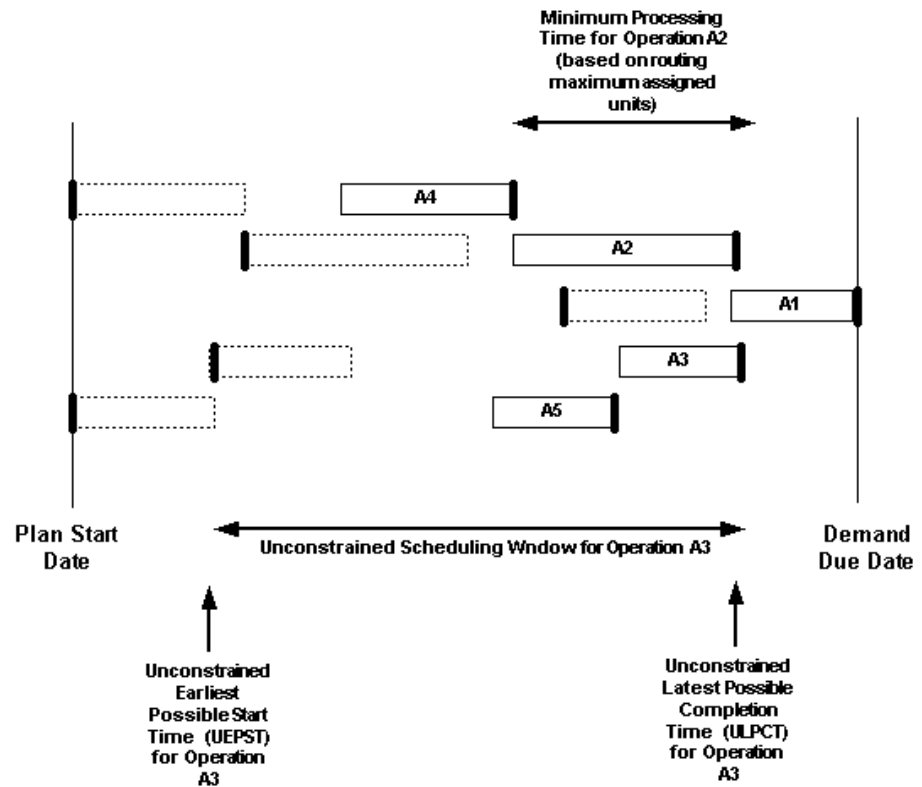 Minimum Processing
Time for Operation A2
(based on routing
maximum assigned
units)
A4
A2
A1
A3
A5
Plan Start
Date
Unconstrained Scheduling Wndow for Operation A3
Demand
Due Date
Unconstrained
Earliest
Possible Start
Time (UEPST)
for Operation
A3
Unconstrained
Latest Possible
Completion
Time (ULPCT)
for Operation
A3